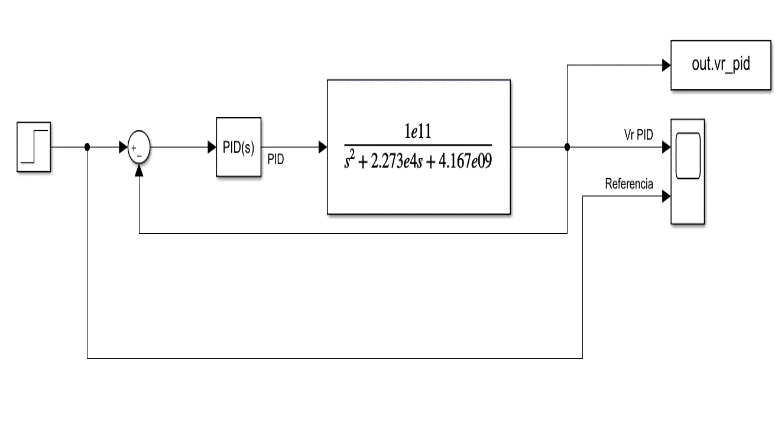 out.vr_pid
Vr PID
+
−
PID(s)
PID
1e11
s² + 2.273e4s + 4.167e09
Referencia